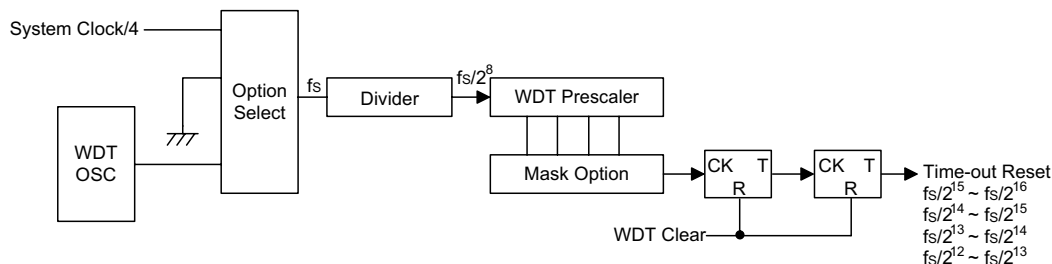 System Clock/4
Option
Select
WDT
OSC
fS
Divider
fS/2⁸
WDT Prescaler
Mask Option
CK T
R
CK T
R
WDT Clear
Time-out Reset
fS/2¹⁵ ~ fS/2¹⁶
fS/2¹⁴ ~ fS/2¹⁵
fS/2¹³ ~ fS/2¹⁴
fS/2¹² ~ fS/2¹³